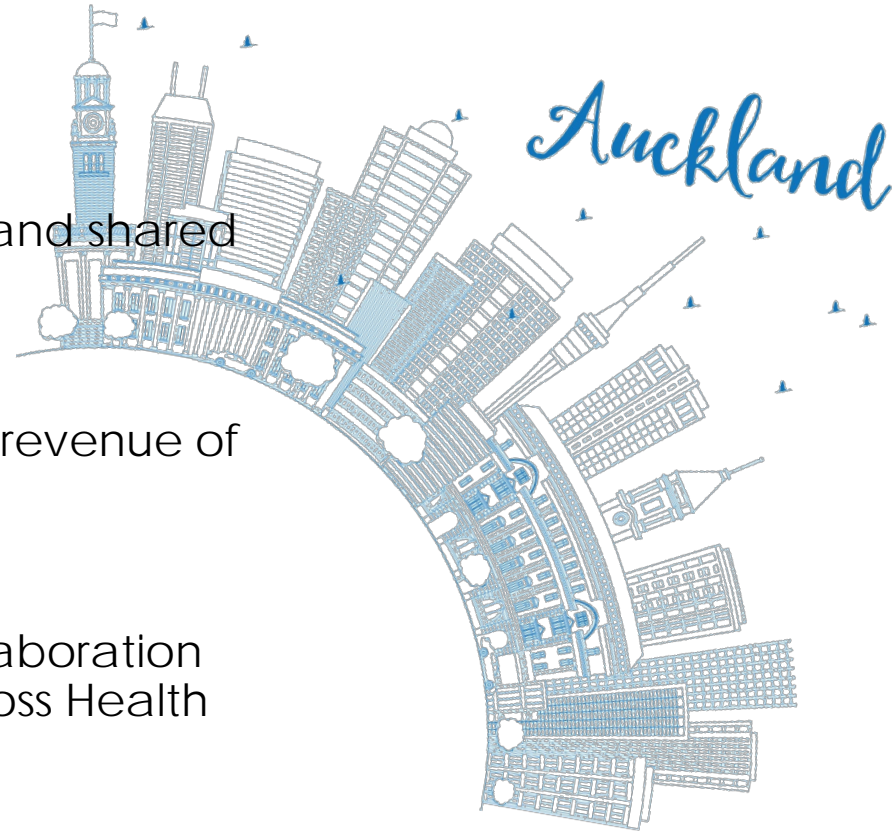 Auckland
and shared
revenue of
aboration
oss Health